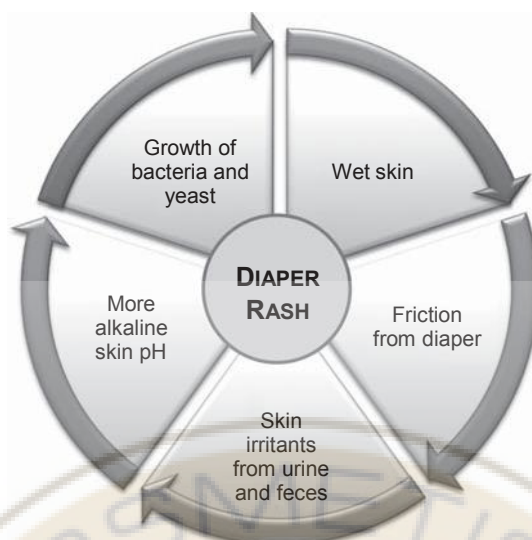 Growth of
bacteria and
yeast
Wet skin
DIAPER
RASH
More
alkaline
skin pH
Friction
from diaper
Skin
irritants
from urine
and feces